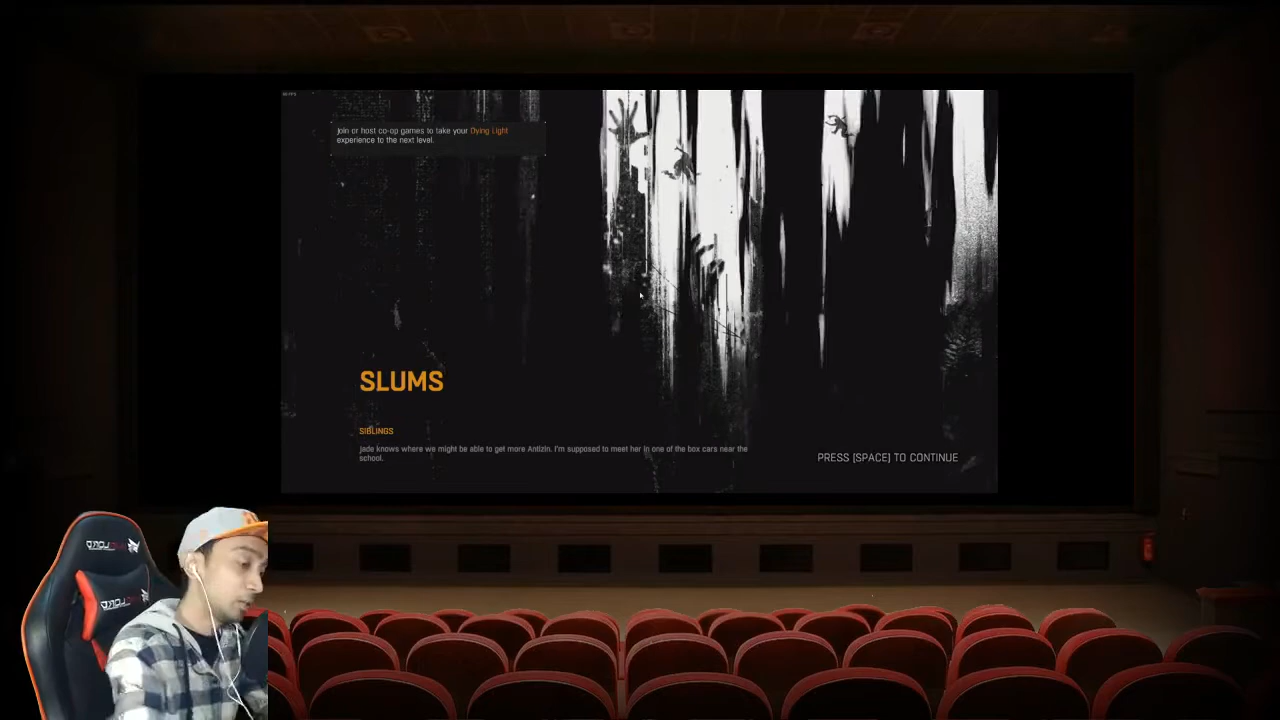 Join or host co-op games to take your Dying Light
experience to the next level.
SLUMS
SIBLINGS
Jade knows where we might be able to get more Antizin. I'm supposed to meet her in one of the box cars near the
school.
PRESS [SPACE] TO CONTINUE